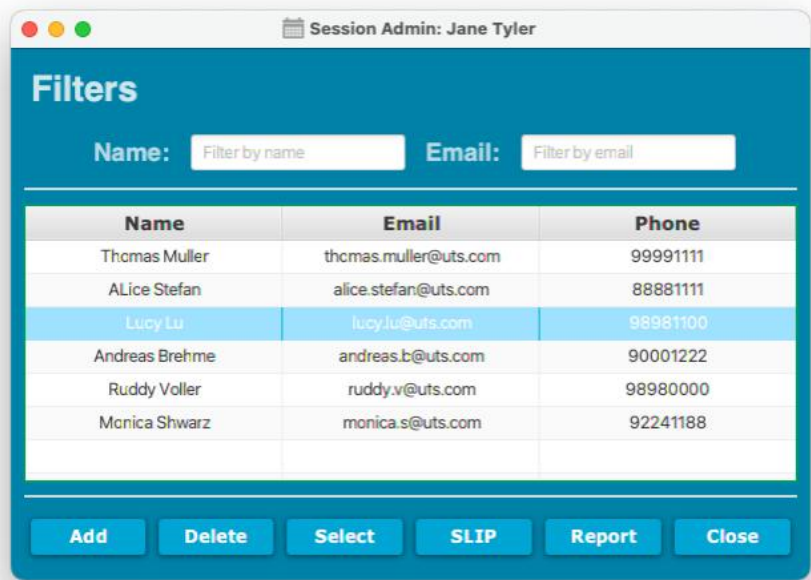 Session Admin: Jane Tyler
Filters
Name: Filter by name Email: Filter by email
Name Email Phone
Thomas Muller thomas.muller@uts.com 99991111
ALice Stefan alice.stefan@uts.com 88881111
Lucy Lu lucy.lu@uts.com 98981100
Andreas Brehme andreas.b@uts.com 90001222
Ruddy Voller ruddy.v@uts.com 98980000
Monica Shwarz monica.s@uts.com 92241188
Add Delete Select SLIP Report Close